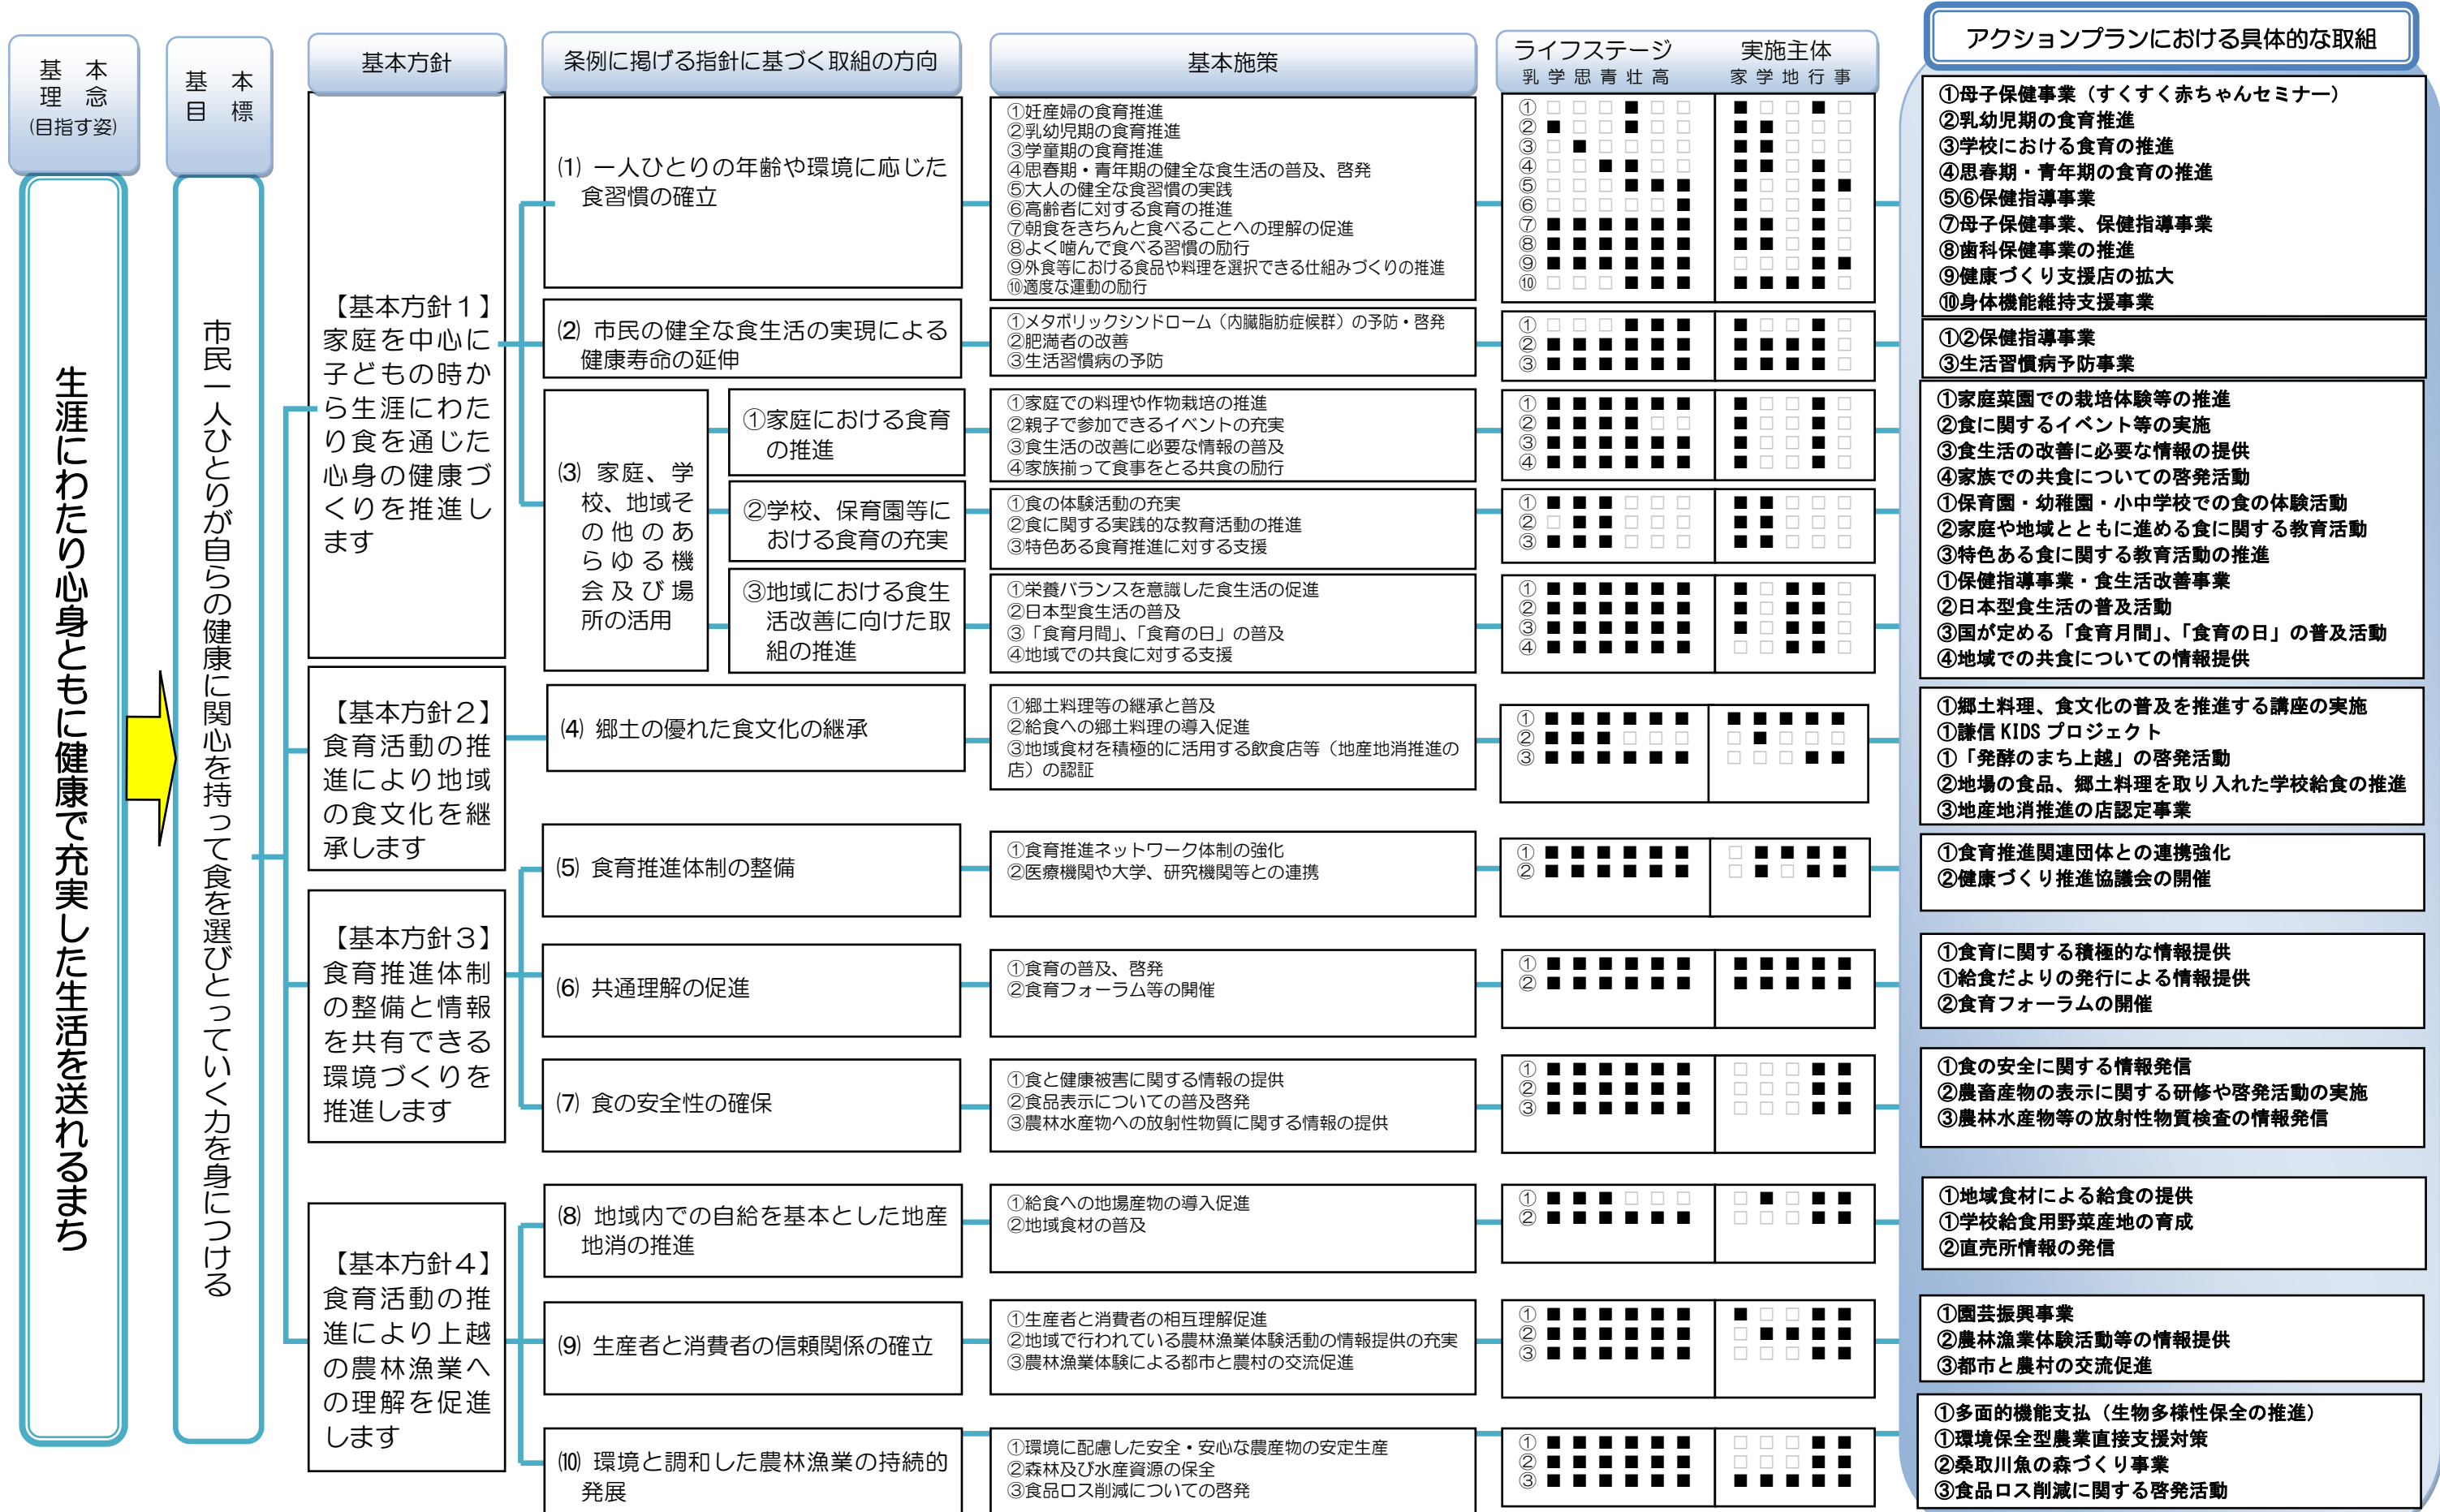 基　本
理　念
(目指す姿)
基　本
目　標
基本方針
条例に掲げる指針に基づく取組の方向
基本施策
ライフステージ　実施主体
乳 学 思 青 壮 高　家 学 地 行 事
アクションプランにおける具体的な取組
生涯にわたり心身ともに健康で充実した生活を送れるまち
市民一人ひとりが自らの健康に関心を持って食を選びとっていく力を身につける
【基本方針１】
家庭を中心に
子どもの時か
ら生涯にわた
り食を通じた
心身の健康づ
くりを推進し
ます
⑴ 一人ひとりの年齢や環境に応じた
食習慣の確立
①妊産婦の食育推進
②乳幼児期の食育推進
③学童期の食育推進
④思春期・青年期の健全な食生活の普及、啓発
⑤大人の健全な食習慣の実践
⑥高齢者に対する食育の推進
⑦朝食をきちんと食べることへの理解の促進
⑧よく噛んで食べる習慣の励行
⑨外食等における食品や料理を選択できる仕組みづくりの推進
⑩適度な運動の励行
① □ □ □ ■ □ □　■ □ □ ■ □
② ■ □ □ ■ □ □　■ ■ □ □ □
③ □ ■ □ □ □ □　■ ■ □ □ □
④ □ □ ■ ■ □ □　■ ■ □ ■ □
⑤ □ □ □ ■ ■ ■　■ □ □ ■ ■
⑥ □ □ □ □ □ ■　■ □ □ ■ □
⑦ ■ ■ ■ ■ ■ ■　■ ■ □ ■ □
⑧ ■ ■ ■ ■ ■ ■　■ ■ □ ■ □
⑨ ■ ■ ■ ■ ■ ■　□ □ □ ■ ■
⑩ □ □ □ ■ ■ ■　■ ■ ■ ■ □
①母子保健事業（すくすく赤ちゃんセミナー）
②乳幼児期の食育推進
③学校における食育の推進
④思春期・青年期の食育の推進
⑤⑥保健指導事業
⑦母子保健事業、保健指導事業
⑧歯科保健事業の推進
⑨健康づくり支援店の拡大
⑩身体機能維持支援事業
⑵ 市民の健全な食生活の実現による
健康寿命の延伸
①メタボリックシンドローム（内臓脂肪症候群）の予防・啓発
②肥満者の改善
③生活習慣病の予防
① □ □ □ ■ ■ ■　■ □ □ ■ □
② ■ ■ ■ ■ ■ ■　■ ■ ■ ■ □
③ ■ ■ ■ ■ ■ ■　■ ■ ■ ■ □
①②保健指導事業
③生活習慣病予防事業
⑶ 家庭、学
校、地域そ
の他のあ
らゆる機
会及び場
所の活用
①家庭における食育
の推進
①家庭での料理や作物栽培の推進
②親子で参加できるイベントの充実
③食生活の改善に必要な情報の普及
④家族揃って食事をとる共食の励行
① ■ ■ ■ ■ ■ ■　■ □ □ ■ □
② ■ ■ ■ ■ □ □　■ □ □ ■ □
③ ■ ■ ■ ■ ■ ■　■ □ □ ■ □
④ ■ ■ ■ ■ ■ ■　■ □ □ ■ □
①家庭菜園での栽培体験等の推進
②食に関するイベント等の実施
③食生活の改善に必要な情報の提供
④家族での共食についての啓発活動
②学校、保育園等に
おける食育の充実
①食の体験活動の充実
②食に関する実践的な教育活動の推進
③特色ある食育推進に対する支援
① ■ ■ ■ □ □ □　■ ■ □ □ □
② □ ■ ■ □ □ □　■ ■ □ □ □
③ ■ ■ ■ □ □ □　■ ■ □ □ □
①保育園・幼稚園・小中学校での食の体験活動
②家庭や地域とともに進める食に関する教育活動
③特色ある食に関する教育活動の推進
③地域における食生
活改善に向けた取
組の推進
①栄養バランスを意識した食生活の促進
②日本型食生活の普及
③「食育月間」、「食育の日」の普及
④地域での共食に対する支援
① ■ ■ ■ ■ ■ ■　■ □ ■ ■ □
② ■ ■ ■ ■ ■ ■　■ □ ■ ■ □
③ ■ ■ ■ ■ ■ ■　■ □ ■ ■ □
④ ■ ■ ■ ■ ■ ■　□ □ ■ ■ □
①保健指導事業・食生活改善事業
②日本型食生活の普及活動
③国が定める「食育月間」、「食育の日」の普及活動
④地域での共食についての情報提供
【基本方針２】
食育活動の推
進により地域
の食文化を継
承します
⑷ 郷土の優れた食文化の継承
①郷土料理等の継承と普及
②給食への郷土料理の導入促進
③地域食材を積極的に活用する飲食店等（地産地消推進の
店）の認証
① ■ ■ ■ ■ ■ ■　■ ■ ■ ■ ■
② ■ ■ ■ □ □ □　□ ■ □ □ □
③ ■ ■ ■ ■ ■ ■　□ □ □ ■ ■
①郷土料理、食文化の普及を推進する講座の実施
①謙信 KIDS プロジェクト
①「発酵のまち上越」の啓発活動
②地場の食品、郷土料理を取り入れた学校給食の推進
③地産地消推進の店認定事業
【基本方針３】
食育推進体制
の整備と情報
を共有できる
環境づくりを
推進します
⑸ 食育推進体制の整備
①食育推進ネットワーク体制の強化
②医療機関や大学、研究機関等との連携
① ■ ■ ■ ■ ■ ■　□ ■ ■ ■ ■
② ■ ■ ■ ■ ■ ■　□ ■ □ ■ ■
①食育推進関連団体との連携強化
②健康づくり推進協議会の開催
⑹ 共通理解の促進
①食育の普及、啓発
②食育フォーラム等の開催
① ■ ■ ■ ■ ■ ■　■ ■ ■ ■ ■
② ■ ■ ■ ■ ■ ■　■ ■ ■ ■ ■
①食育に関する積極的な情報提供
①給食だよりの発行による情報提供
②食育フォーラムの開催
⑺ 食の安全性の確保
①食と健康被害に関する情報の提供
②食品表示についての普及啓発
③農林水産物への放射性物質に関する情報の提供
① ■ ■ ■ ■ ■ ■　□ □ □ ■ ■
② ■ ■ ■ ■ ■ ■　□ □ □ ■ ■
③ ■ ■ ■ ■ ■ ■　□ □ □ ■ ■
①食の安全に関する情報発信
②農畜産物の表示に関する研修や啓発活動の実施
③農林水産物等の放射性物質検査の情報発信
【基本方針４】
食育活動の推
進により上越
の農林漁業へ
の理解を促進
します
⑻ 地域内での自給を基本とした地産
地消の推進
①給食への地場産物の導入促進
②地域食材の普及
① ■ ■ ■ □ □ □　□ ■ □ ■ ■
② ■ ■ ■ ■ ■ ■　□ □ □ ■ ■
①地域食材による給食の提供
①学校給食用野菜産地の育成
②直売所情報の発信
⑼ 生産者と消費者の信頼関係の確立
①生産者と消費者の相互理解促進
②地域で行われている農林漁業体験活動の情報提供の充実
③農林漁業体験による都市と農村の交流促進
① ■ ■ ■ ■ ■ ■　■ □ □ ■ ■
② ■ ■ ■ ■ ■ ■　□ ■ ■ ■ ■
③ ■ ■ ■ ■ ■ ■　□ □ □ ■ ■
①園芸振興事業
②農林漁業体験活動等の情報提供
③都市と農村の交流促進
⑽ 環境と調和した農林漁業の持続的
発展
①環境に配慮した安全・安心な農産物の安定生産
②森林及び水産資源の保全
③食品ロス削減についての啓発
① ■ ■ ■ ■ ■ ■　□ □ □ ■ ■
② ■ ■ ■ ■ ■ ■　□ □ □ ■ ■
③ ■ ■ ■ ■ ■ ■　■ ■ ■ ■ ■
①多面的機能支払（生物多様性保全の推進）
①環境保全型農業直接支援対策
②桑取川魚の森づくり事業
③食品ロス削減に関する啓発活動